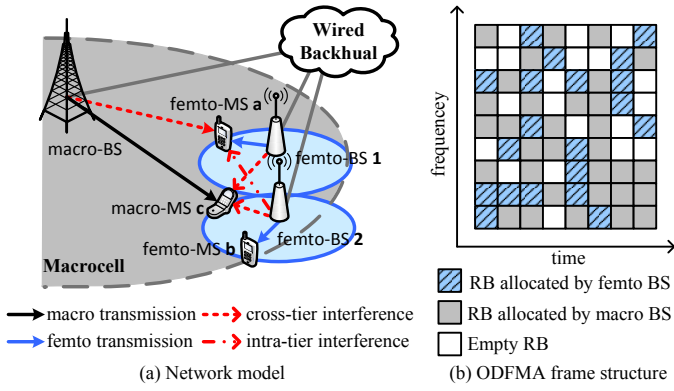 Wired
Backhual
femto-MS a
macro-BS
femto-BS 1
macro-MS c
femto-BS 2
femto-MS b
Macrocell
macro transmission
cross-tier interference
femto transmission
intra-tier interference
(a) Network model
frequencey
time
RB allocated by femto BS
RB allocated by macro BS
Empty RB
(b) ODFMA frame structure